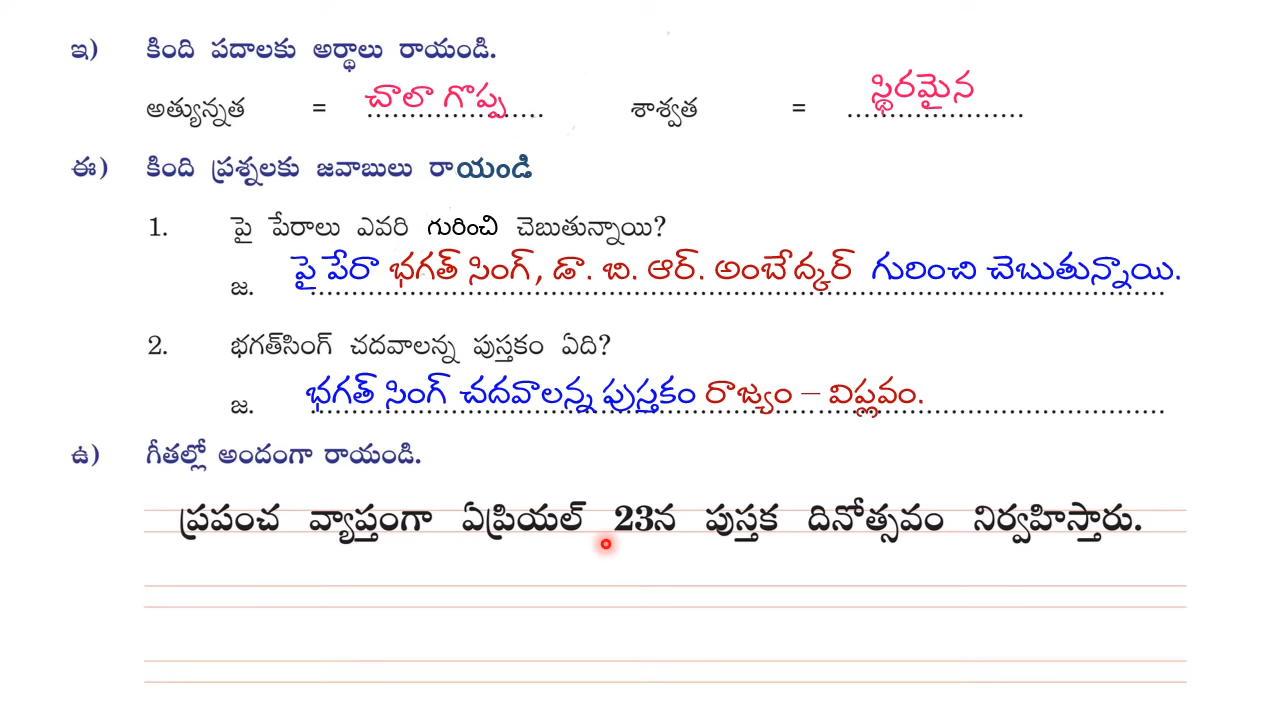 ఇ) కింది పదాలకు అర్థాలు రాయండి.
అత్యున్నత = చాలా గొప్ప శాశ్వత = స్థిరమైన
ఈ) కింది ప్రశ్నలకు జవాబులు రాయండి
1. పై పేరాలు ఎవరి గురించి చెబుతున్నాయి?
జ. పై పేరా భగత్ సింగ్, డా. బి. ఆర్. అంబేద్కర్ గురించి చెబుతున్నాయి.
2. భగత్‌సింగ్ చదవాలన్న పుస్తకం ఏది?
జ. భగత్ సింగ్ చదవాలన్న పుస్తకం రాజ్యం – విప్లవం.
ఉ) గీతల్లో అందంగా రాయండి.
ప్రపంచ వ్యాప్తంగా ఏప్రియల్ 23న పుస్తక దినోత్సవం నిర్వహిస్తారు.